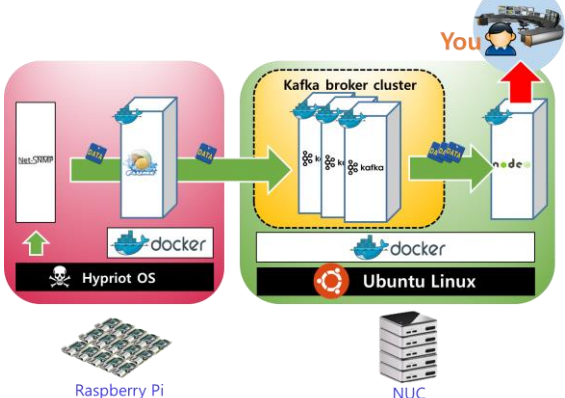 You
Kafka broker cluster
Net-SNMP
DATA
DATA
kafka
DATA
node
docker
docker
Hypriot OS
Ubuntu Linux
Raspberry Pi
NUC